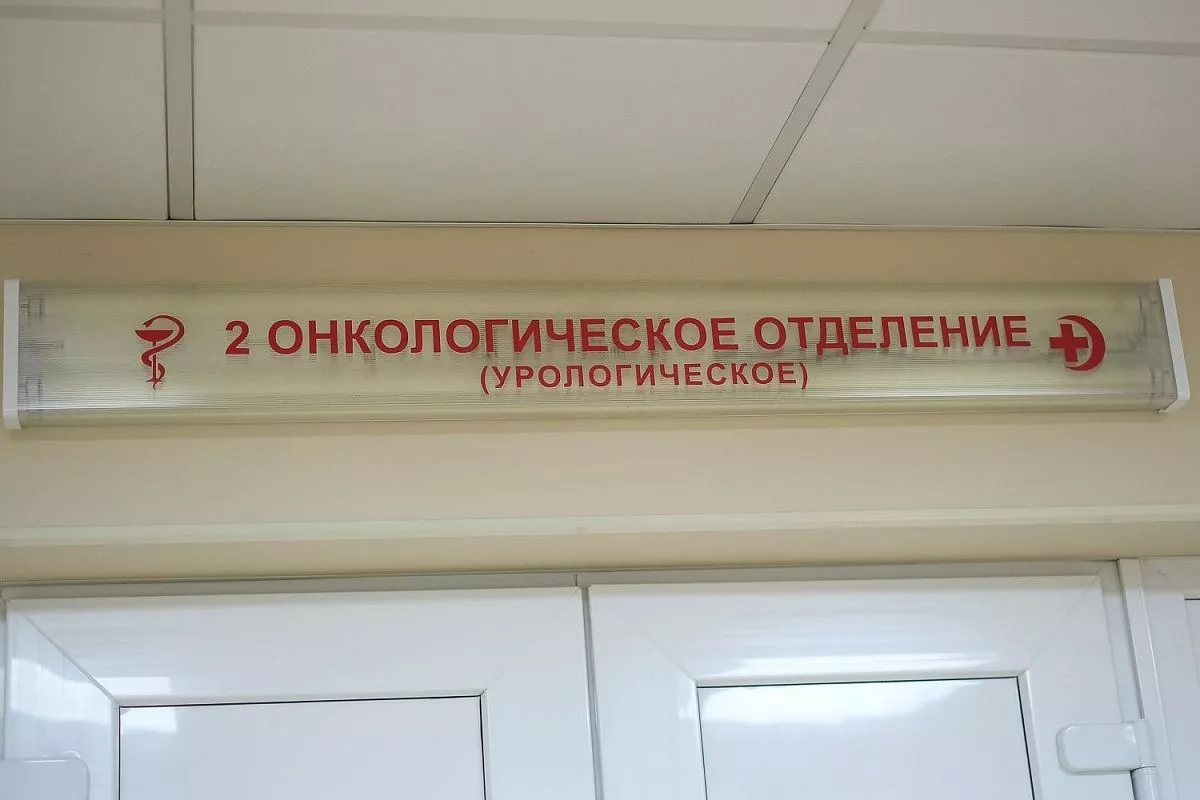 2 ОНКОЛОГИЧЕСКОЕ ОТДЕЛЕНИЕ
(УРОЛОГИЧЕСКОЕ)